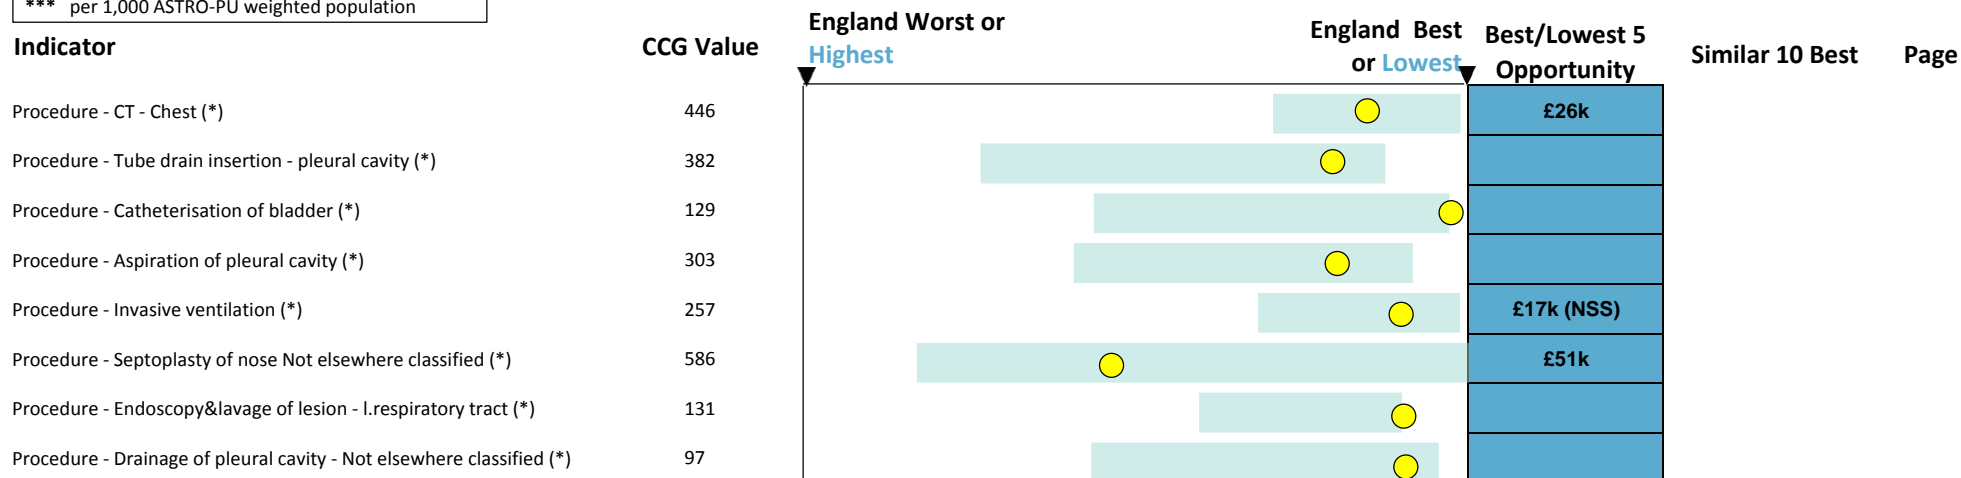 *** per 1,000 ASTRO-PU weighted population
Indicator CCG Value England Worst or Highest England Best or Lowest Best/Lowest 5 Opportunity Similar 10 Best Page
Procedure - CT - Chest (*) 446 £26k
Procedure - Tube drain insertion - pleural cavity (*) 382
Procedure - Catheterisation of bladder (*) 129
Procedure - Aspiration of pleural cavity (*) 303
Procedure - Invasive ventilation (*) 257 £17k (NSS)
Procedure - Septoplasty of nose Not elsewhere classified (*) 586 £51k
Procedure - Endoscopy&lavage of lesion - l.respiratory tract (*) 131
Procedure - Drainage of pleural cavity - Not elsewhere classified (*) 97